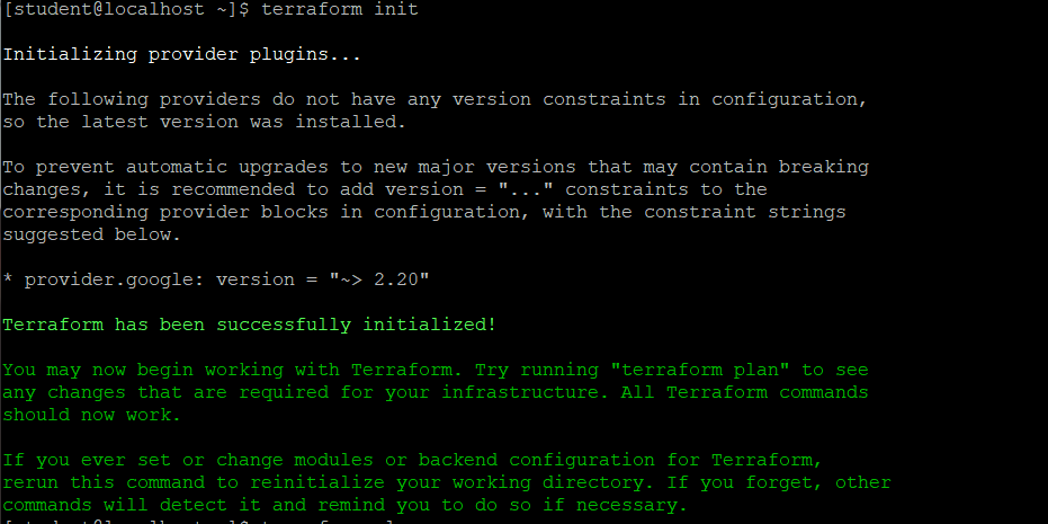 [student@localhost ~]$ terraform init
Initializing provider plugins...
The following providers do not have any version constraints in configuration,
so the latest version was installed.
To prevent automatic upgrades to new major versions that may contain breaking
changes, it is recommended to add version = "..." constraints to the
corresponding provider blocks in configuration, with the constraint strings
suggested below.
* provider.google: version = "~> 2.20"
Terraform has been successfully initialized!
You may now begin working with Terraform. Try running "terraform plan" to see
any changes that are required for your infrastructure. All Terraform commands
should now work.
If you ever set or change modules or backend configuration for Terraform,
rerun this command to reinitialize your working directory. If you forget, other
commands will detect it and remind you to do so if necessary.